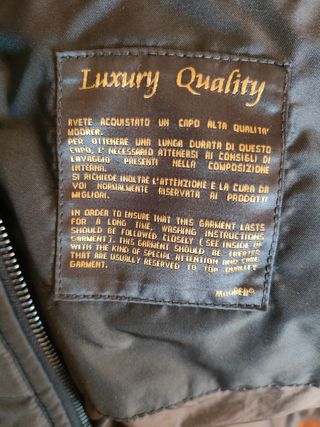 Luxury Quality
AVETE ACQUISTATO UN CAPO ALTA QUALITA'
MOORER.
PER OTTENERE UNA LUNGA DURATA DI QUESTO
CAPO, E' NECESSARIO ATTENERSI AI CONSIGLI DI
LAVAGGIO PRESENTI NELLA COMPOSIZIONE
INTERNA.
SI RICHIEDE INOLTRE L'ATTENZIONE E LA CURA DA
VOI NORMALMENTE RISERVATA AI PRODOTTI
MIGLIORI.
IN ORDER TO ENSURE THAT THIS GARMENT LASTS
FOR A LONG TIME, WASHING INSTRUCTIONS
SHOULD BE FOLLOWED CLOSELY ( SEE INSIDE OF
GARMENT). THIS GARMENT SHOULD BE TREATED
WITH THE KIND OF SPECIAL ATTENTION AND CARE
THAT ARE USUALLY RESERVED TO TOP QUALITY
GARMENT.
MOORER©